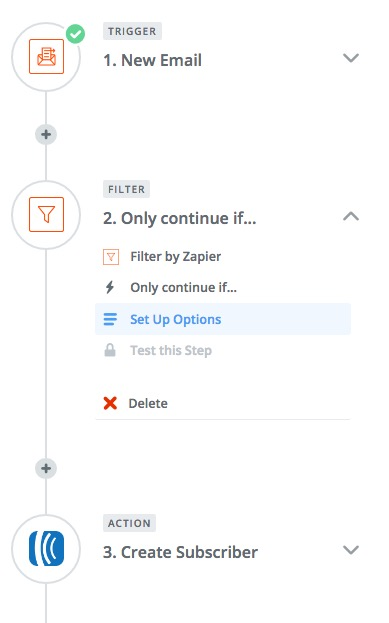 TRIGGER
1. New Email
FILTER
2. Only continue if...
Filter by Zapier
Only continue if...
Set Up Options
Test this Step
Delete
ACTION
3. Create Subscriber